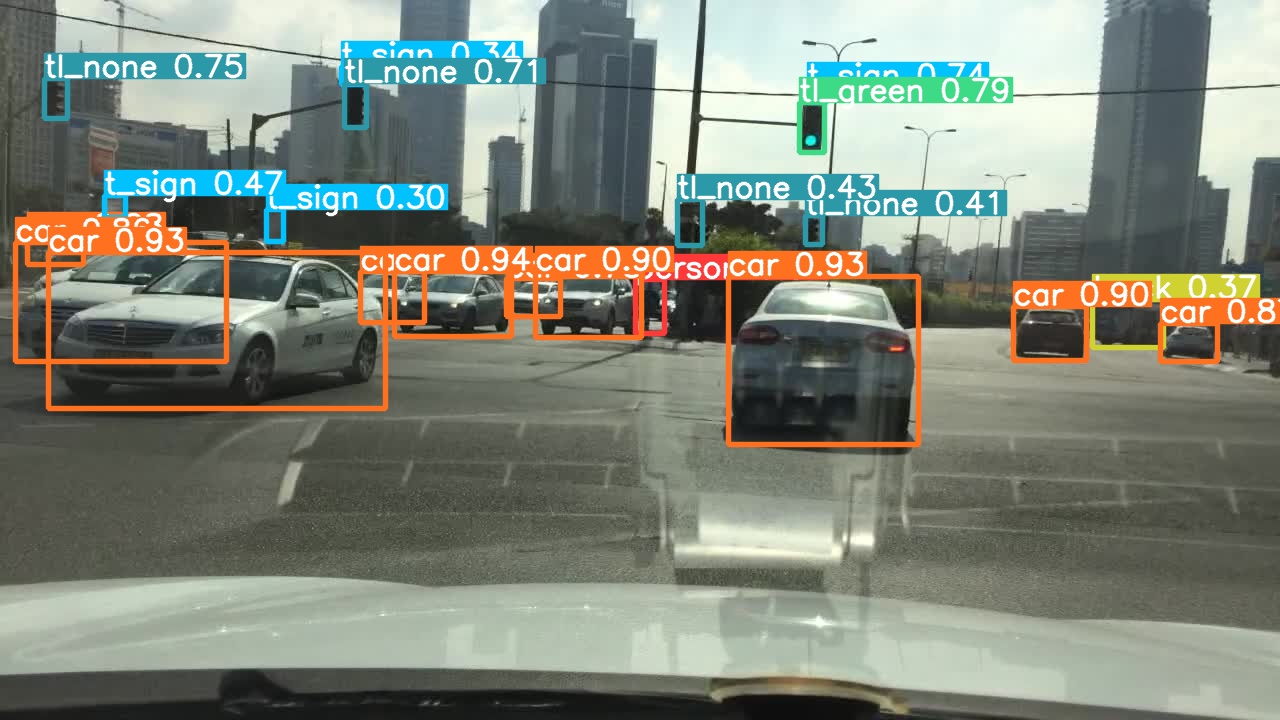 t_sign 0.34
tl_none 0.75
tl_none 0.71
t_sign 0.74
tl_green 0.79
t_sign 0.47
t_sign 0.30
tl_none 0.43
tl_none 0.41
car 0.93
car 0.94
car 0.90
person
car 0.93
car 0.90
k 0.37
car 0.8